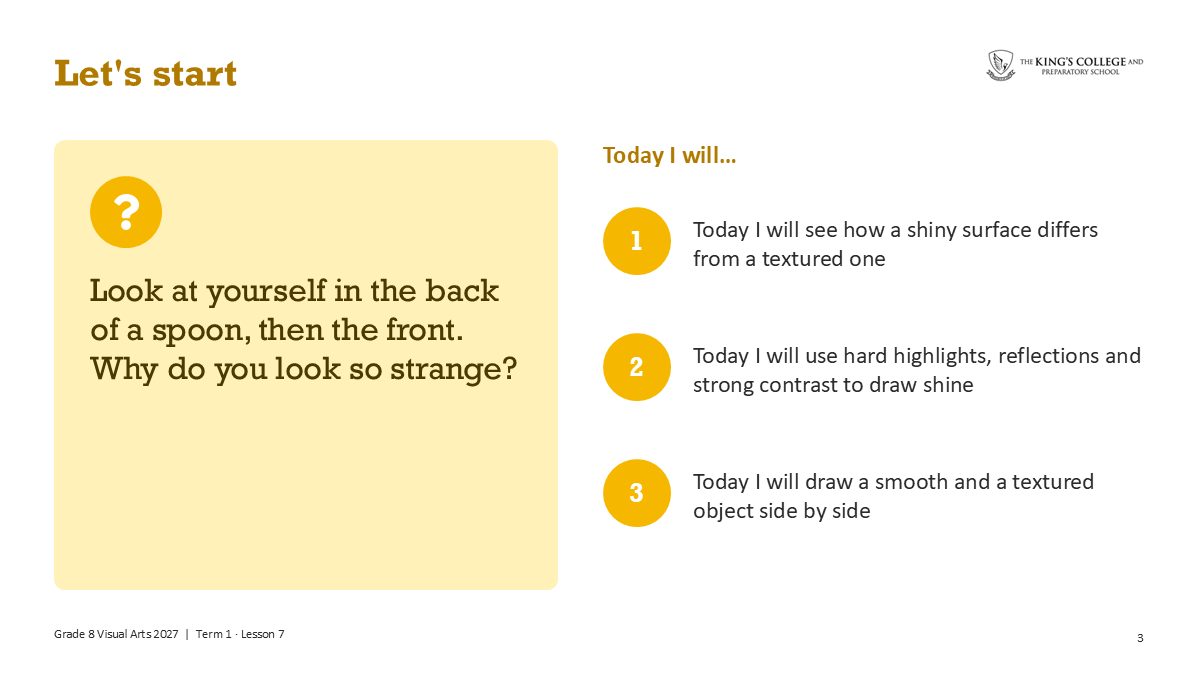 Let's start
THE KING'S COLLEGE AND
PREPARATORY SCHOOL
?
Look at yourself in the back
of a spoon, then the front.
Why do you look so strange?
Today I will...
1
Today I will see how a shiny surface differs
from a textured one
2
Today I will use hard highlights, reflections and
strong contrast to draw shine
3
Today I will draw a smooth and a textured
object side by side
Grade 8 Visual Arts 2027 | Term 1 · Lesson 7
3